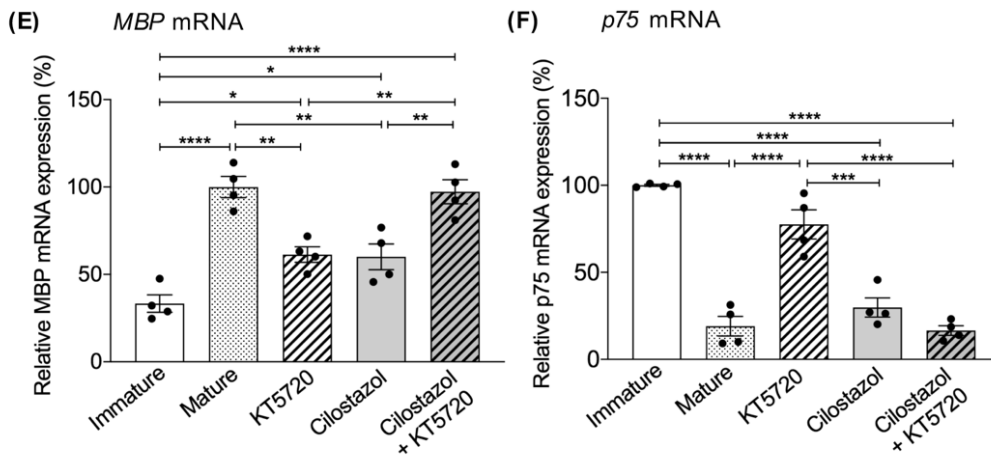 (E) MBP mRNA
Relative MBP mRNA expression (%)
150
100
50
0
****
*
* **
** **
**** **
Immature
Mature
KT5720
Cilostazol
Cilostazol
+ KT5720
(F) p75 mRNA
Relative p75 mRNA expression (%)
150
100
50
0
****
****
**** **** ****
***
Immature
Mature
KT5720
Cilostazol
Cilostazol
+ KT5720